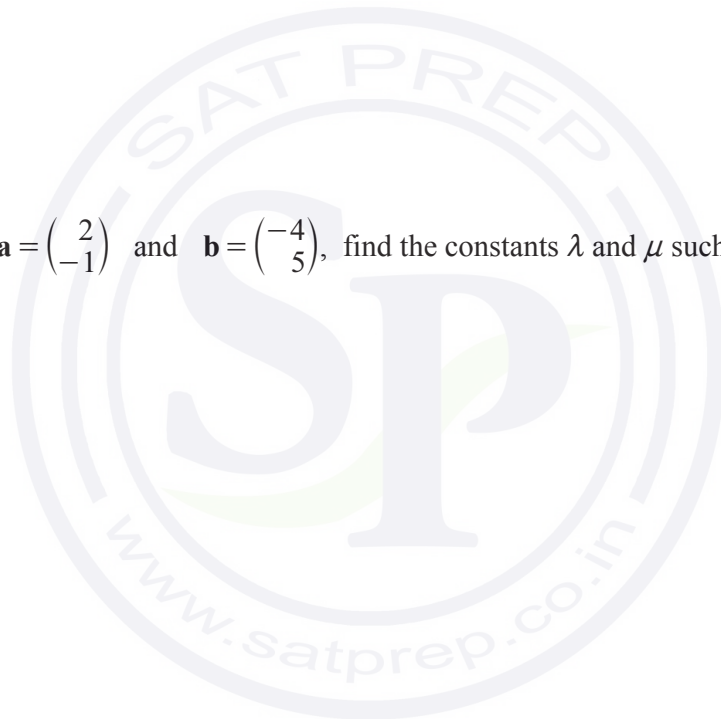 SAT PREP
a = (2 −1) and b = (−4 5), find the constants λ and μ such
SP
www.satprep.co.in